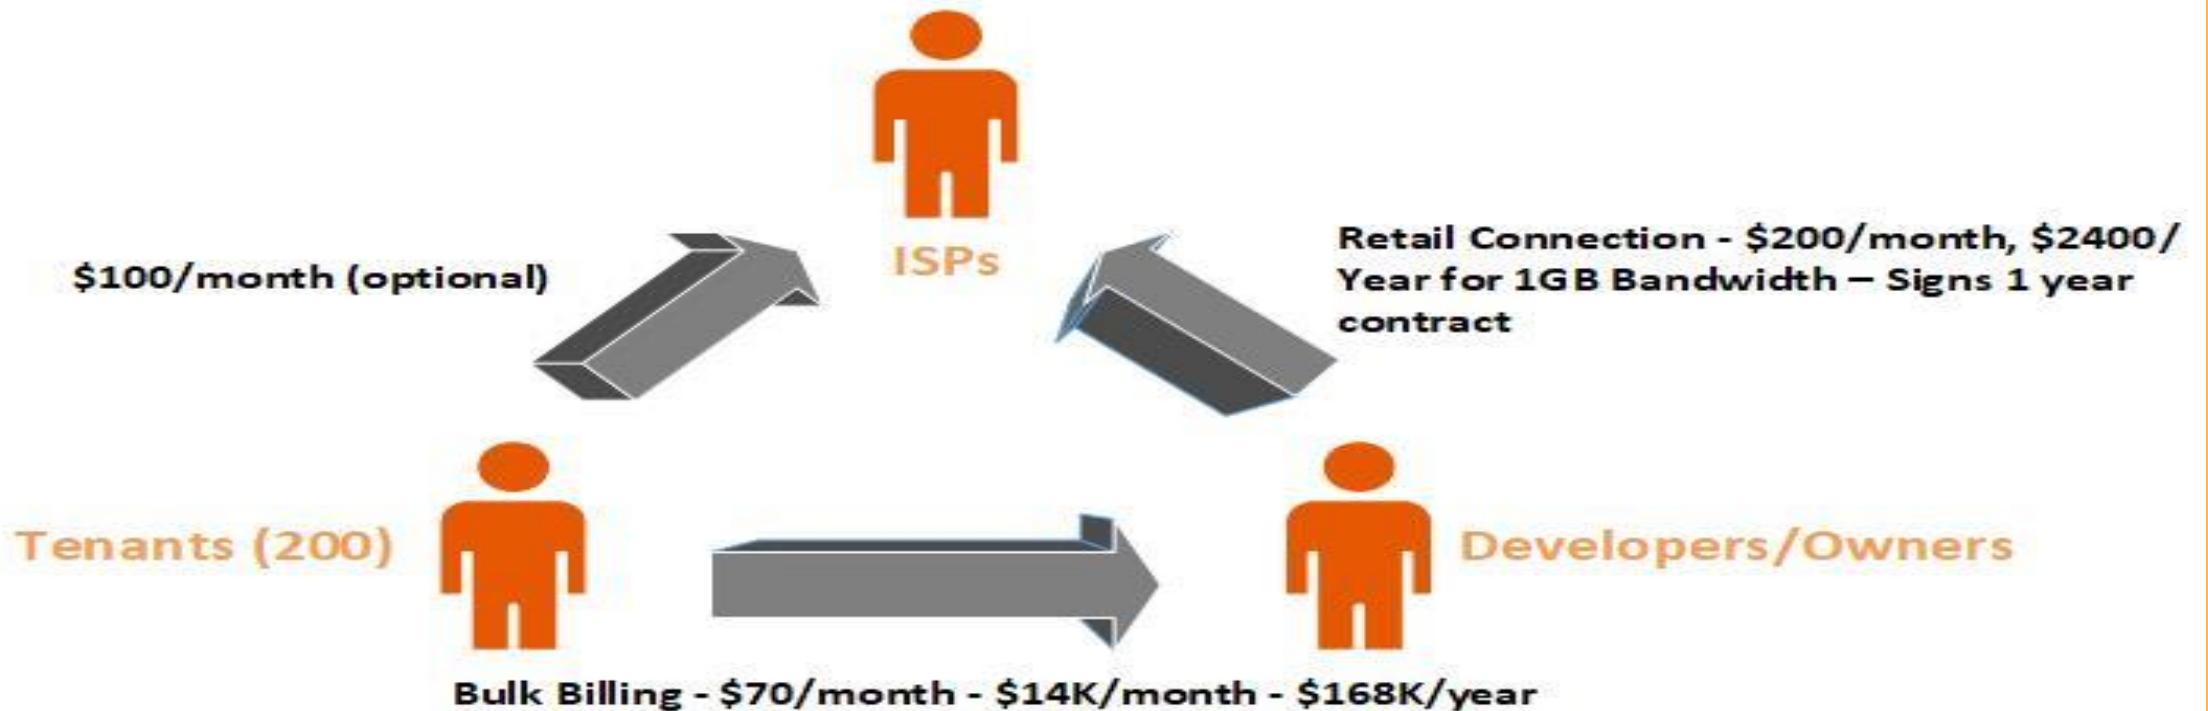 ISPs
$100/month (optional)
Retail Connection - $200/month, $2400/
Year for 1GB Bandwidth – Signs 1 year
contract
Tenants (200)
Developers/Owners
Bulk Billing - $70/month - $14K/month - $168K/year